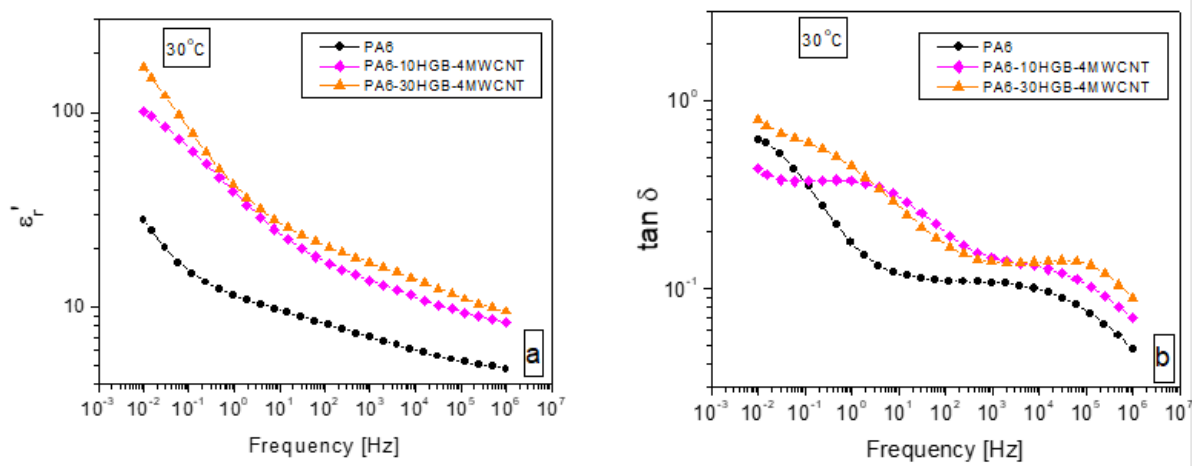 30°C
PA6
PA6-10HGB-4MWCNT
PA6-30HGB-4MWCNT
100
10
εr'
10⁻³ 10⁻² 10⁻¹ 10⁰ 10¹ 10² 10³ 10⁴ 10⁵ 10⁶ 10⁷
Frequency [Hz]
a
30°C
PA6
PA6-10HGB-4MWCNT
PA6-30HGB-4MWCNT
10⁰
10⁻¹
tan δ
10⁻³ 10⁻² 10⁻¹ 10⁰ 10¹ 10² 10³ 10⁴ 10⁵ 10⁶ 10⁷
Frequency [Hz]
b